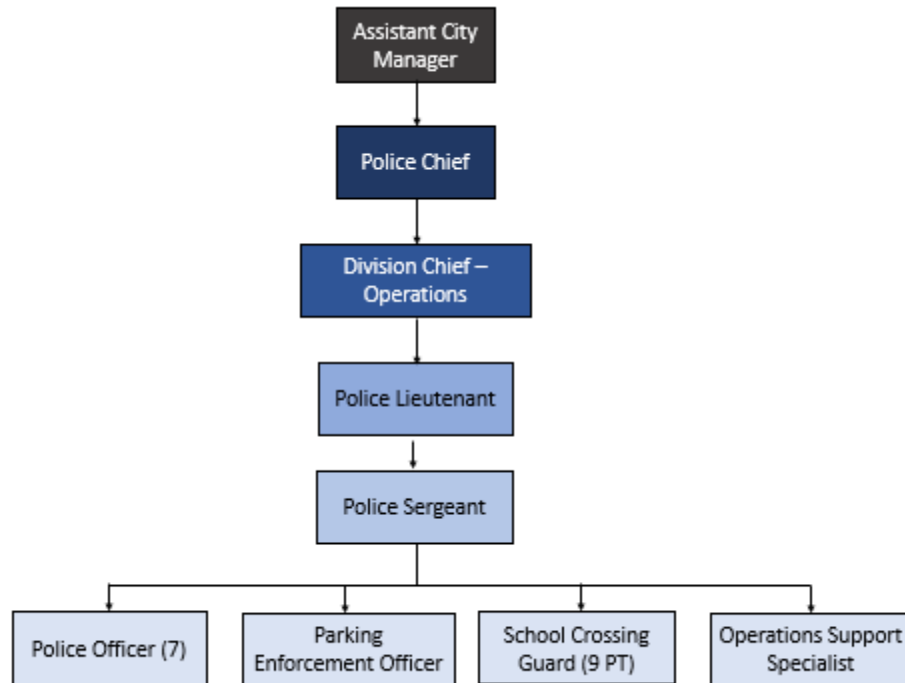 Assistant City
Manager
Police Chief
Division Chief –
Operations
Police Lieutenant
Police Sergeant
Police Officer (7)
Parking
Enforcement Officer
School Crossing
Guard (9 PT)
Operations Support
Specialist